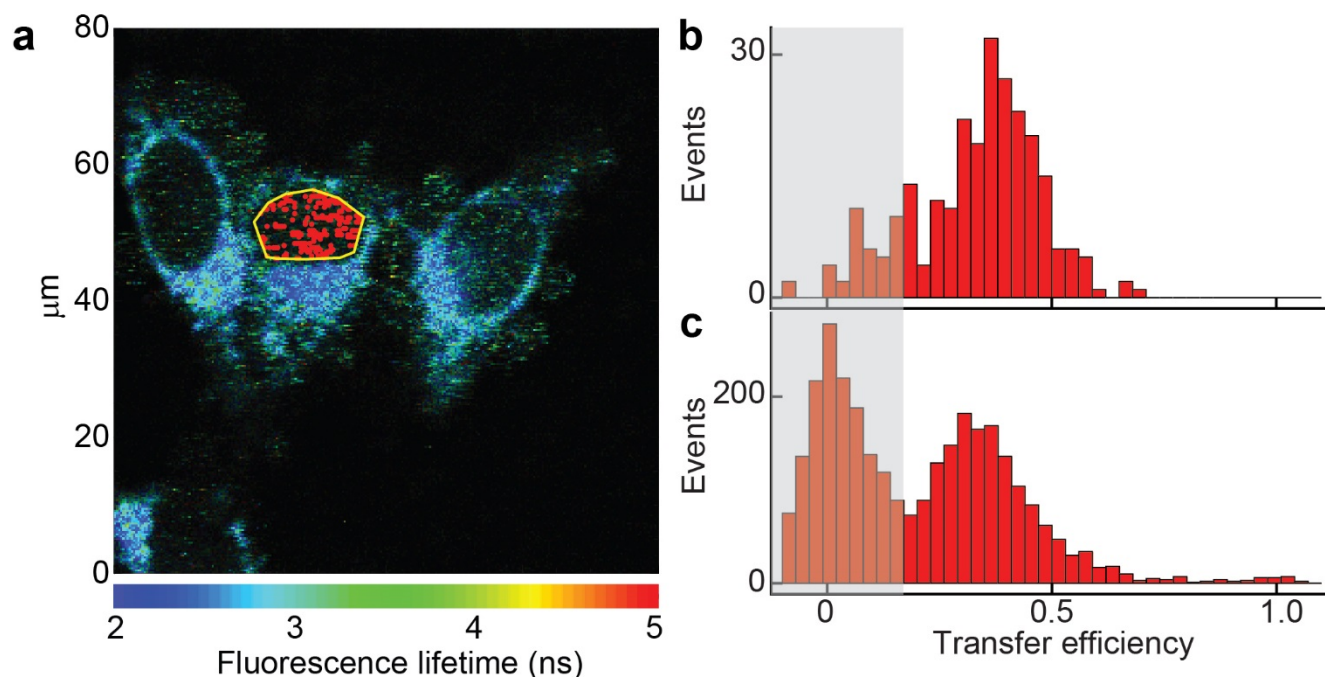 a
80
60
μm
40
20
0
2 3 4 5
Fluorescence lifetime (ns)
b
30
Events
0
c
200
Events
0
0 0.5 1.0
Transfer efficiency